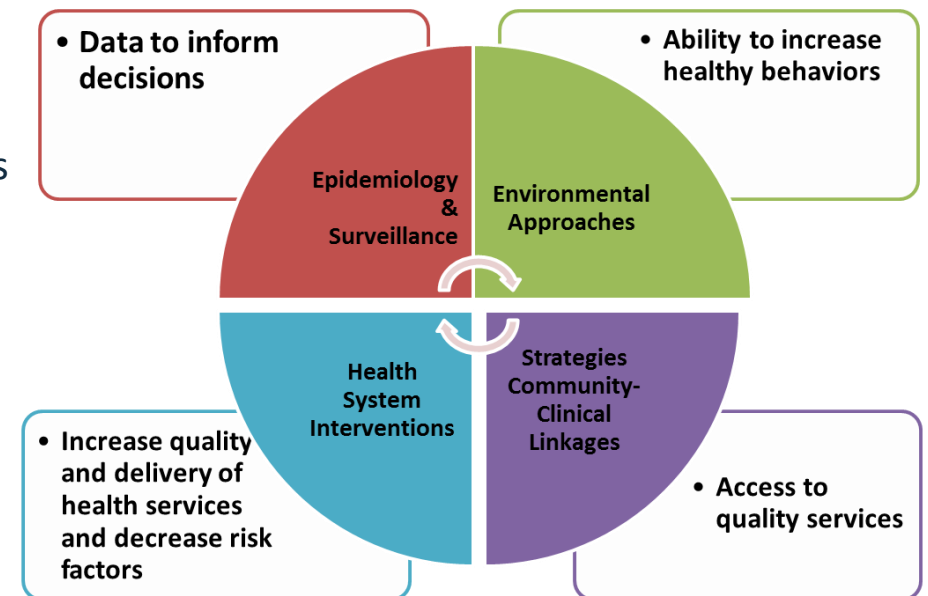 • Data to inform
decisions
• Ability to increase
healthy behaviors
s
Epidemiology
&
Surveillance
Environmental
Approaches
Health
System
Interventions
Strategies
Community-
Clinical
Linkages
• Increase quality
and delivery of
health services
and decrease risk
factors
• Access to
quality services